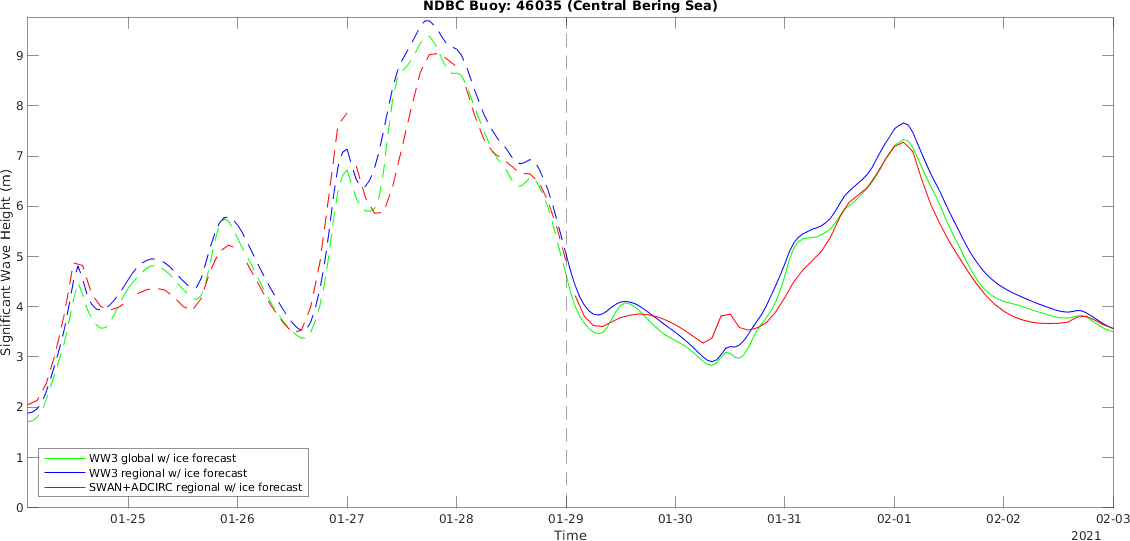 NDBC Buoy: 46035 (Central Bering Sea)
9
8
7
6
5
4
3
2
1
0
Significant Wave Height (m)
WW3 global w/ ice forecast
WW3 regional w/ ice forecast
SWAN+ADCIRC regional w/ ice forecast
01-25 01-26 01-27 01-28 01-29 01-30 01-31 02-01 02-02 02-03
Time
2021